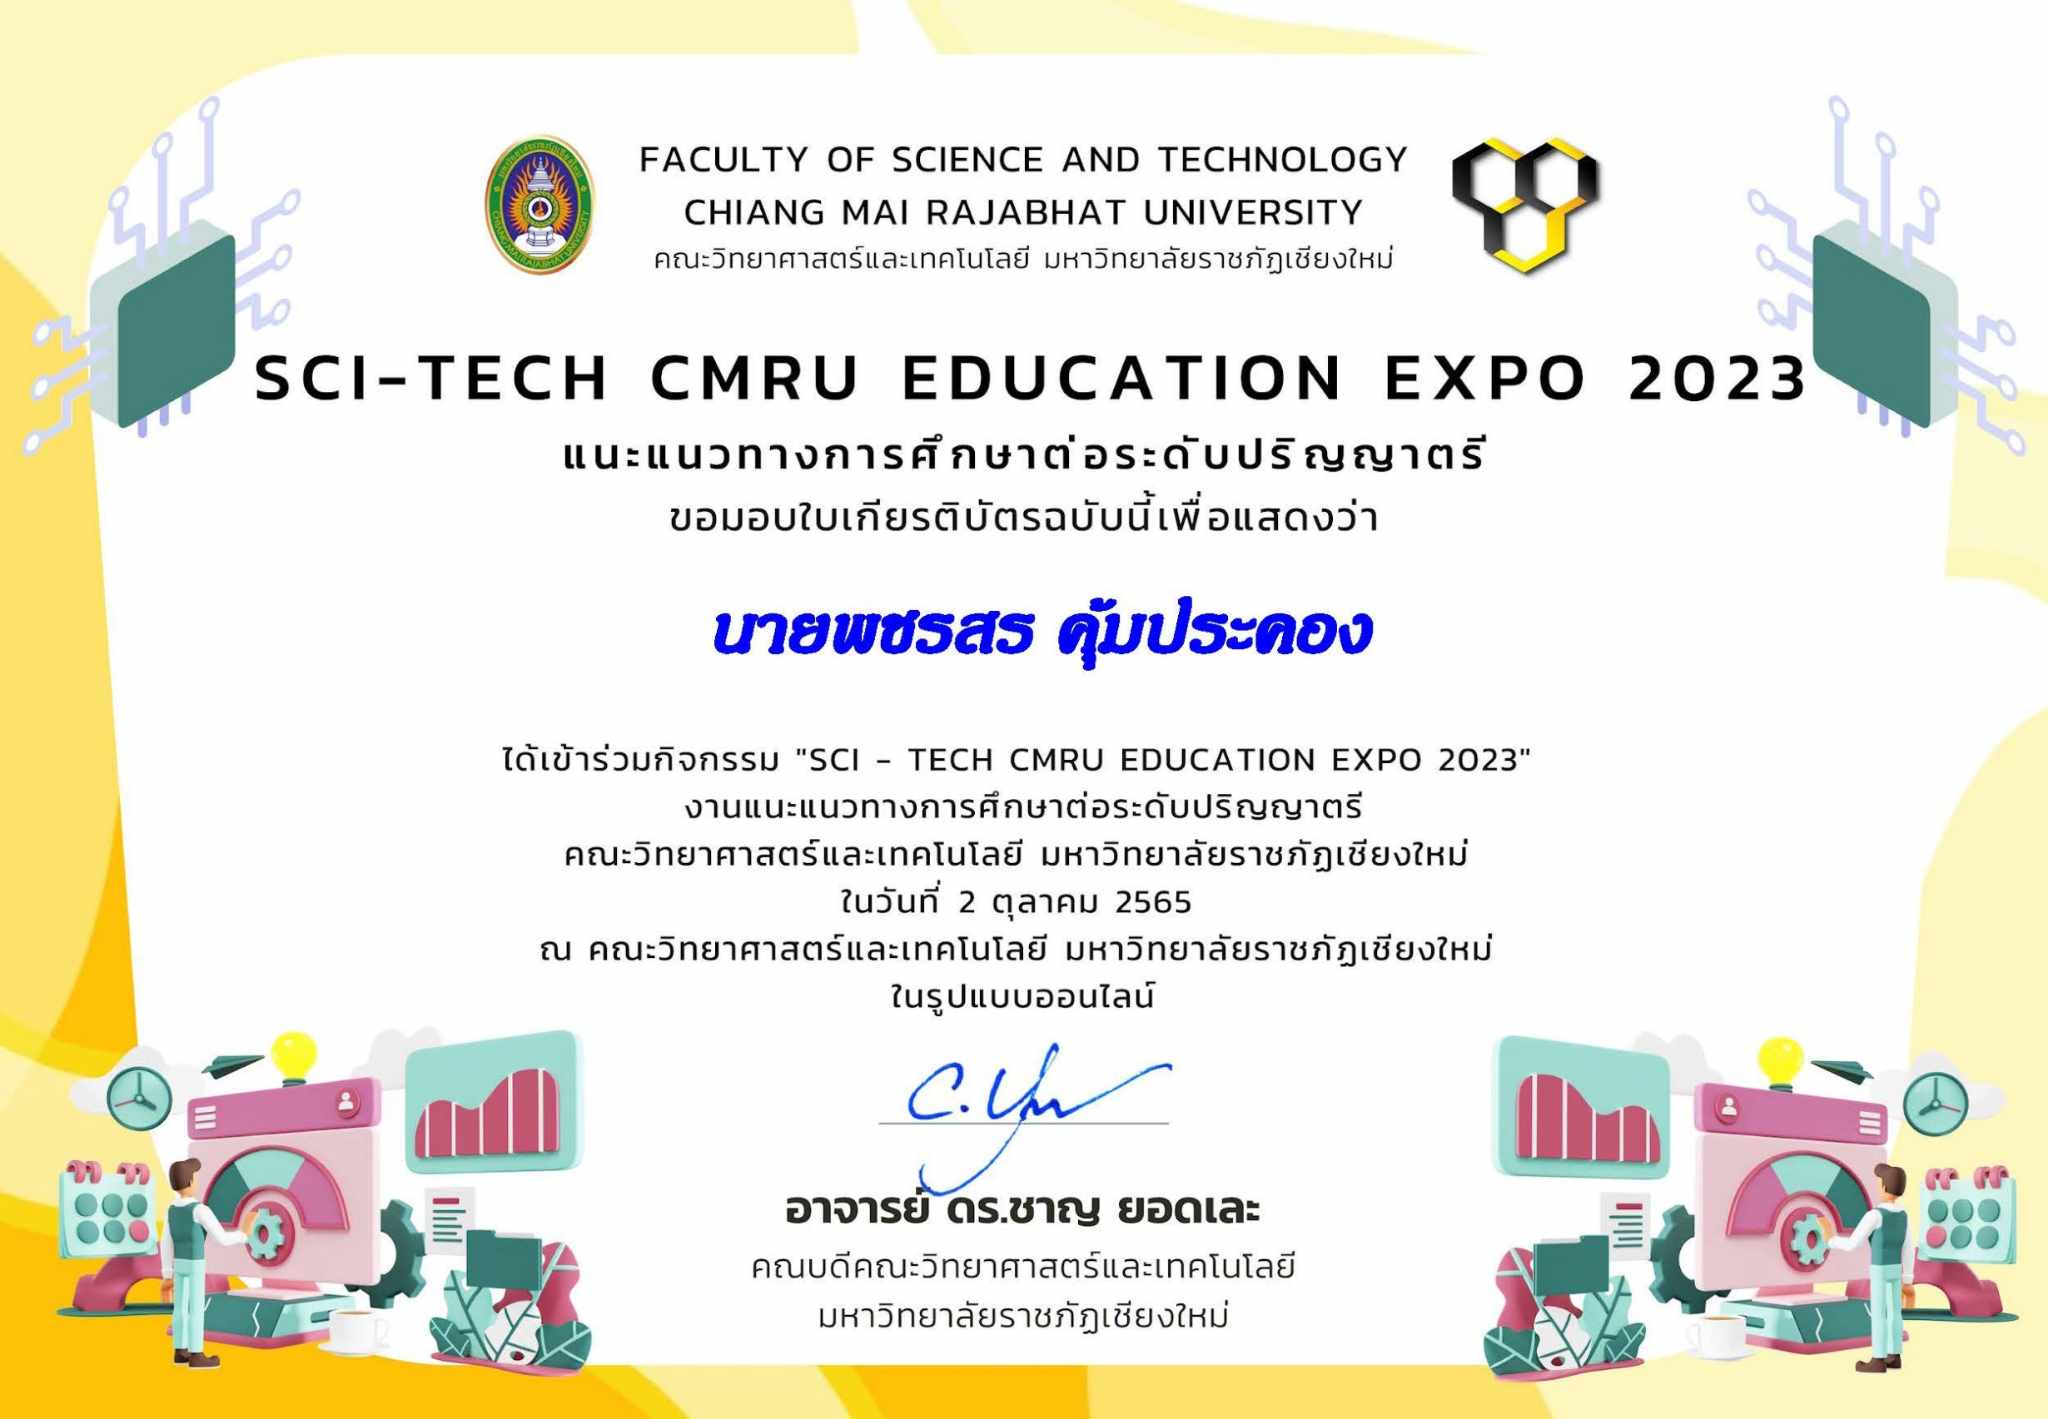 FACULTY OF SCIENCE AND TECHNOLOGY
CHIANG MAI RAJABHAT UNIVERSITY
คณะวิทยาศาสตร์และเทคโนโลยี มหาวิทยาลัยราชภัฏเชียงใหม่
SCI-TECH CMRU EDUCATION EXPO 2023
แนะแนวทางการศึกษาต่อระดับปริญญาตรี
ขอมอบใบเกียรติบัตรฉบับนี้เพื่อแสดงว่า
นายพชรสร คุ้มประคอง
ได้เข้าร่วมกิจกรรม "SCI - TECH CMRU EDUCATION EXPO 2023"
งานแนะแนวทางการศึกษาต่อระดับปริญญาตรี
คณะวิทยาศาสตร์และเทคโนโลยี มหาวิทยาลัยราชภัฏเชียงใหม่
ในวันที่ 2 ตุลาคม 2565
ณ คณะวิทยาศาสตร์และเทคโนโลยี มหาวิทยาลัยราชภัฏเชียงใหม่
ในรูปแบบออนไลน์
อาจารย์ ดร.ชาญ ยอดเละ
คณบดีคณะวิทยาศาสตร์และเทคโนโลยี
มหาวิทยาลัยราชภัฏเชียงใหม่